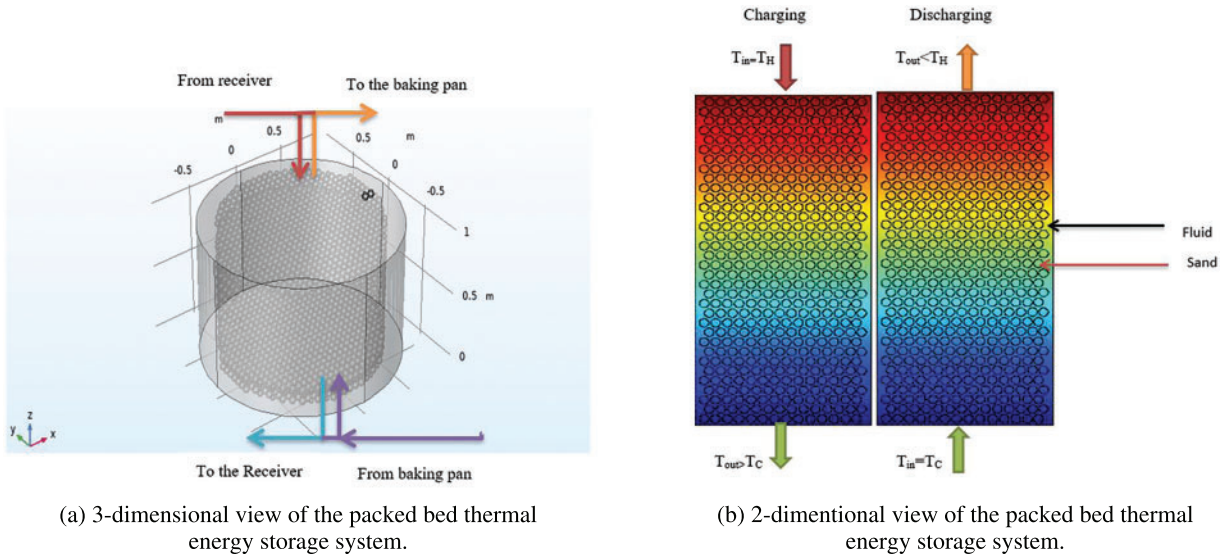 From receiver
To the baking pan
m
0.5
0
-0.5
0.5
m
0
-0.5
1
0.5 m
0
z
y
x
To the Receiver
From baking pan
(a) 3-dimensional view of the packed bed thermal
energy storage system.
Charging
Discharging
Tin=TH
Tout<TH
Fluid
Sand
Tout>TC
Tin=TC
(b) 2-dimentional view of the packed bed thermal
energy storage system.